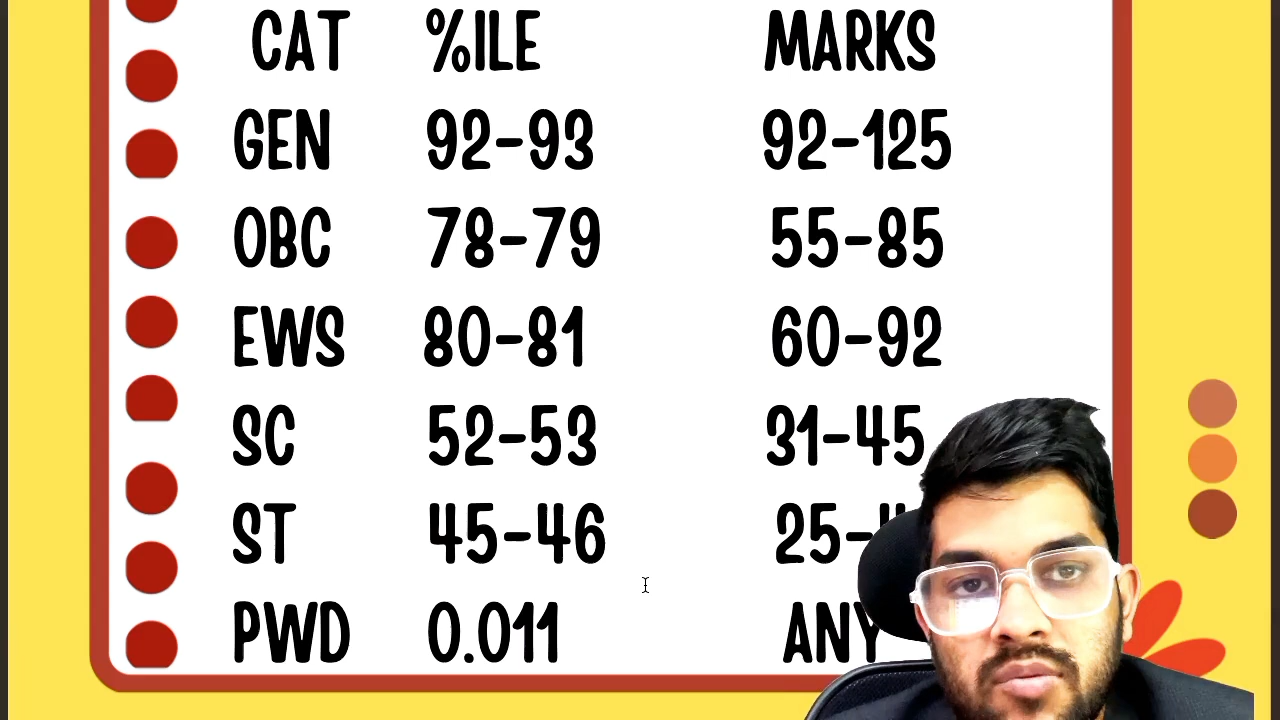 CAT %ILE MARKS
GEN 92-93 92-125
OBC 78-79 55-85
EWS 80-81 60-92
SC 52-53 31-45
ST 45-46
PWD 0.011 ANY